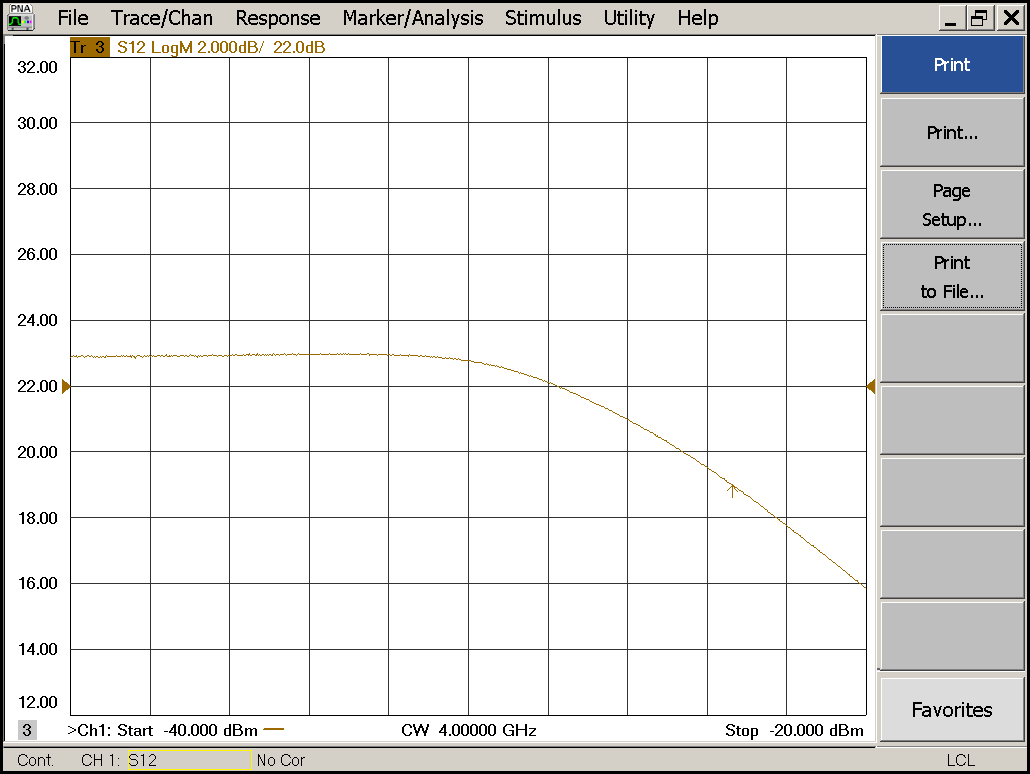 PNA
File Trace/Chan Response Marker/Analysis Stimulus Utility Help
Tr 3 S12 LogM 2.000dB/ 22.0dB
32.00
30.00
28.00
26.00
24.00
22.00
20.00
18.00
16.00
14.00
12.00
3 >Ch1: Start -40.000 dBm CW 4.00000 GHz Stop -20.000 dBm
Cont. CH 1: S12 No Cor LCL
Print
Print...
Page
Setup...
Print
to File...
Favorites